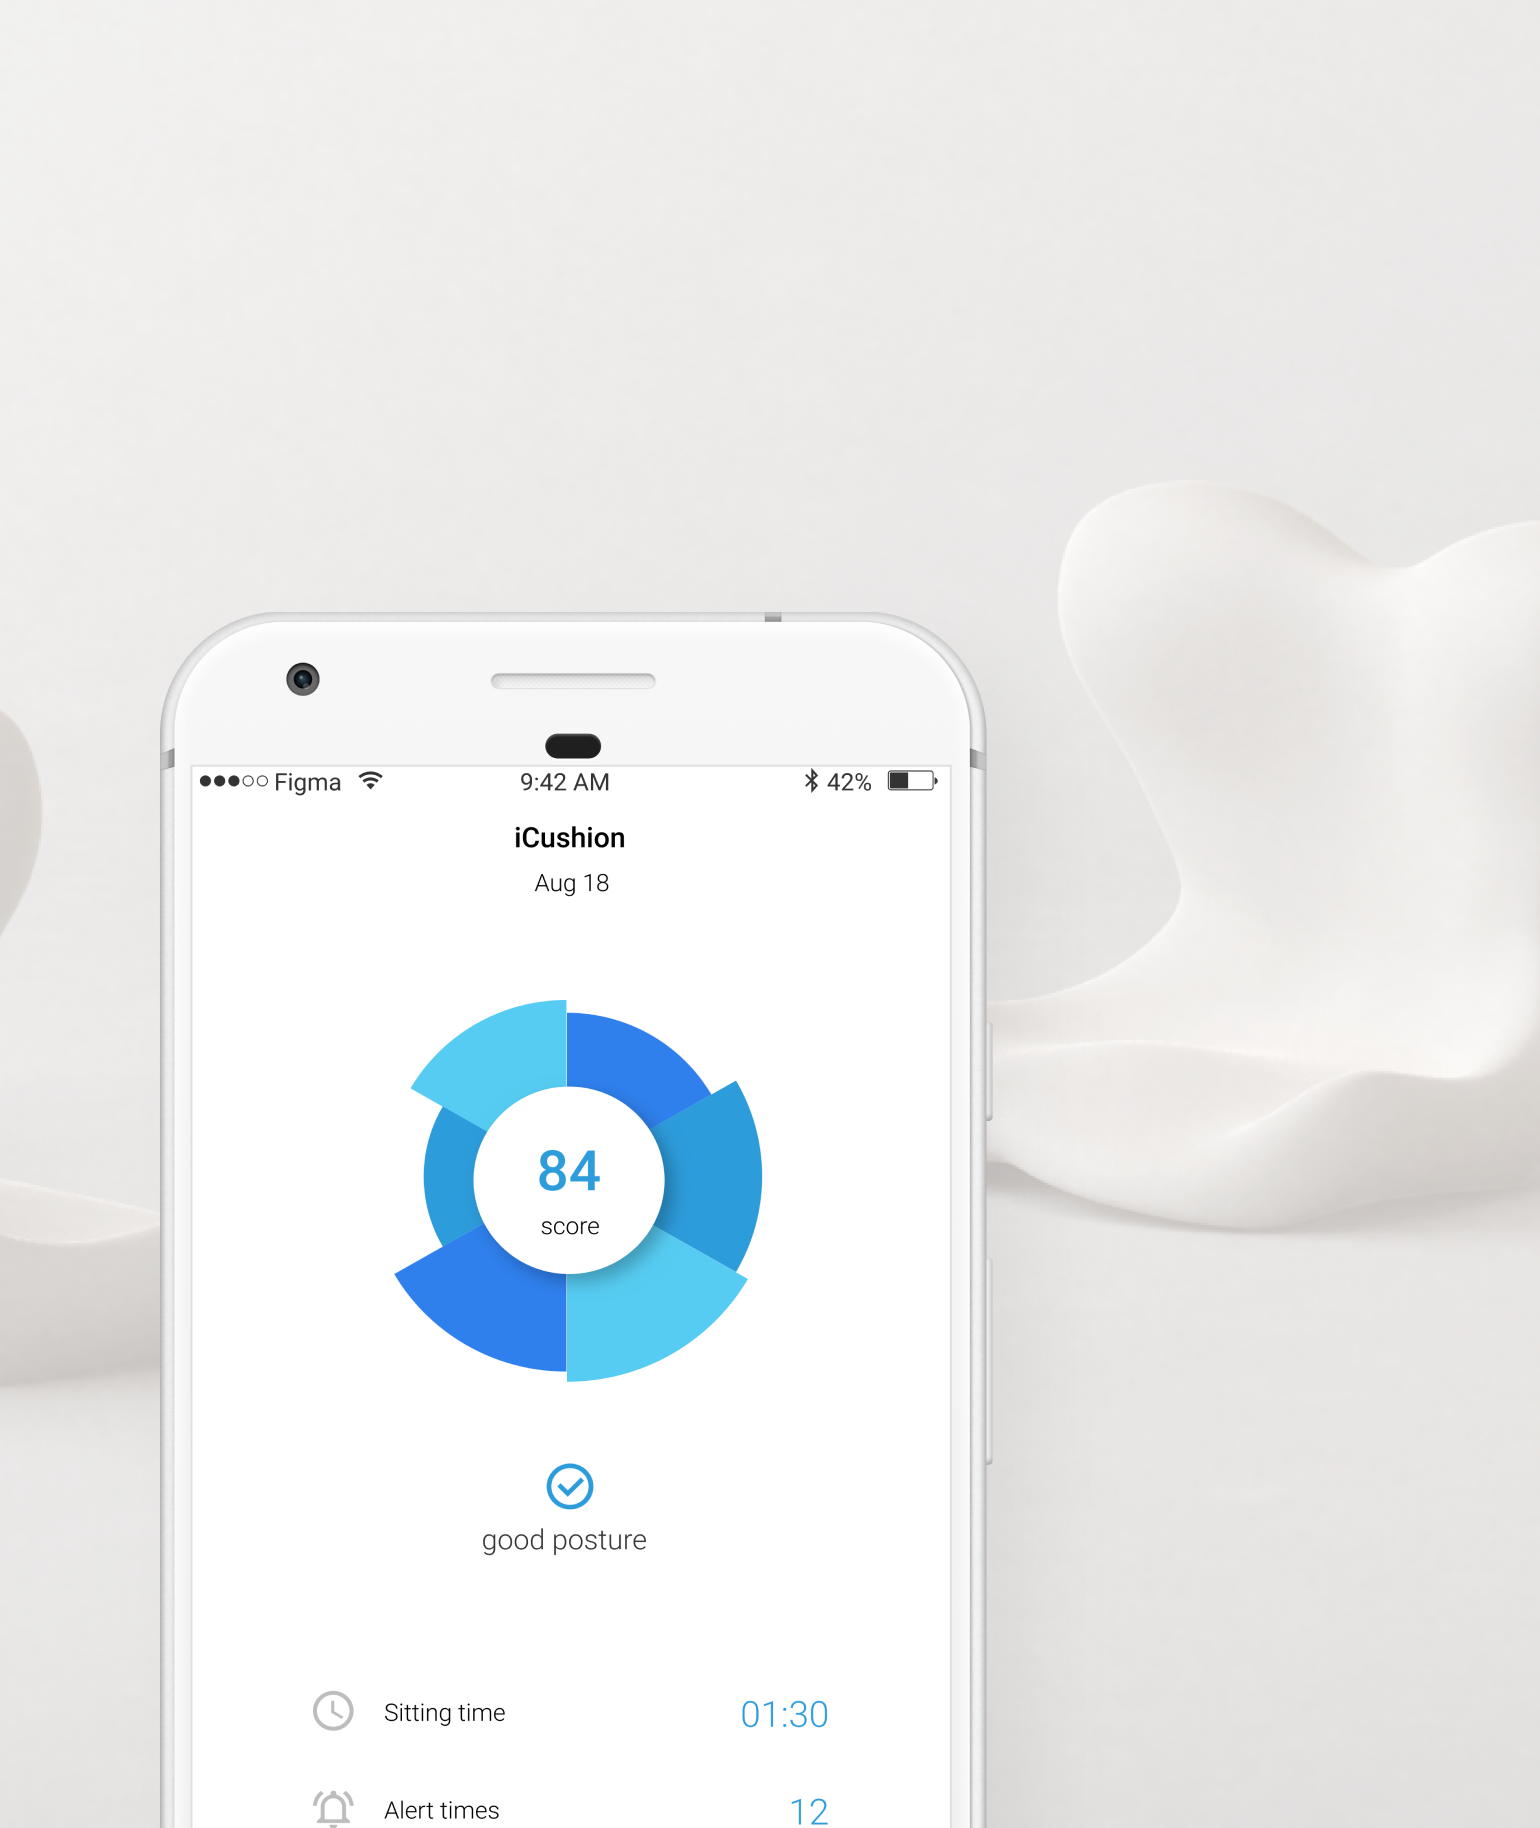 Figma 9:42 AM 42%
iCushion
Aug 18
84
score
good posture
Sitting time 01:30
Alert times 12